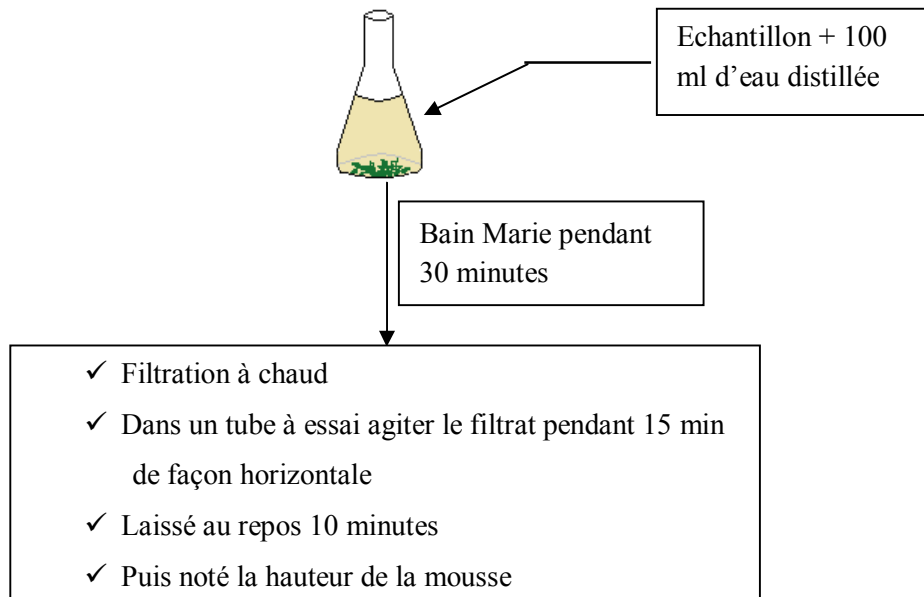 Echantillon + 100
ml d’eau distillée
Bain Marie pendant
30 minutes
✓ Filtration à chaud
✓ Dans un tube à essai agiter le filtrat pendant 15 min
de façon horizontale
✓ Laissé au repos 10 minutes
✓ Puis noté la hauteur de la mousse